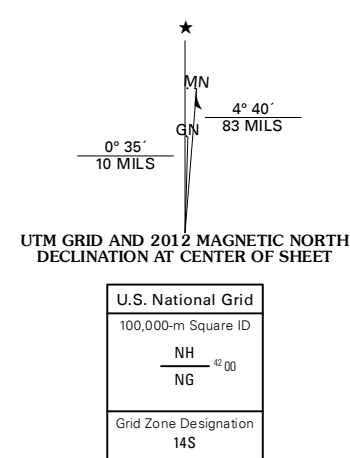 ★
MN
4° 40´
83 MILS
GN
0° 35´
10 MILS
UTM GRID AND 2012 MAGNETIC NORTH
DECLINATION AT CENTER OF SHEET
U.S. National Grid
100,000-m Square ID
NH
42 00
NG
Grid Zone Designation
14S